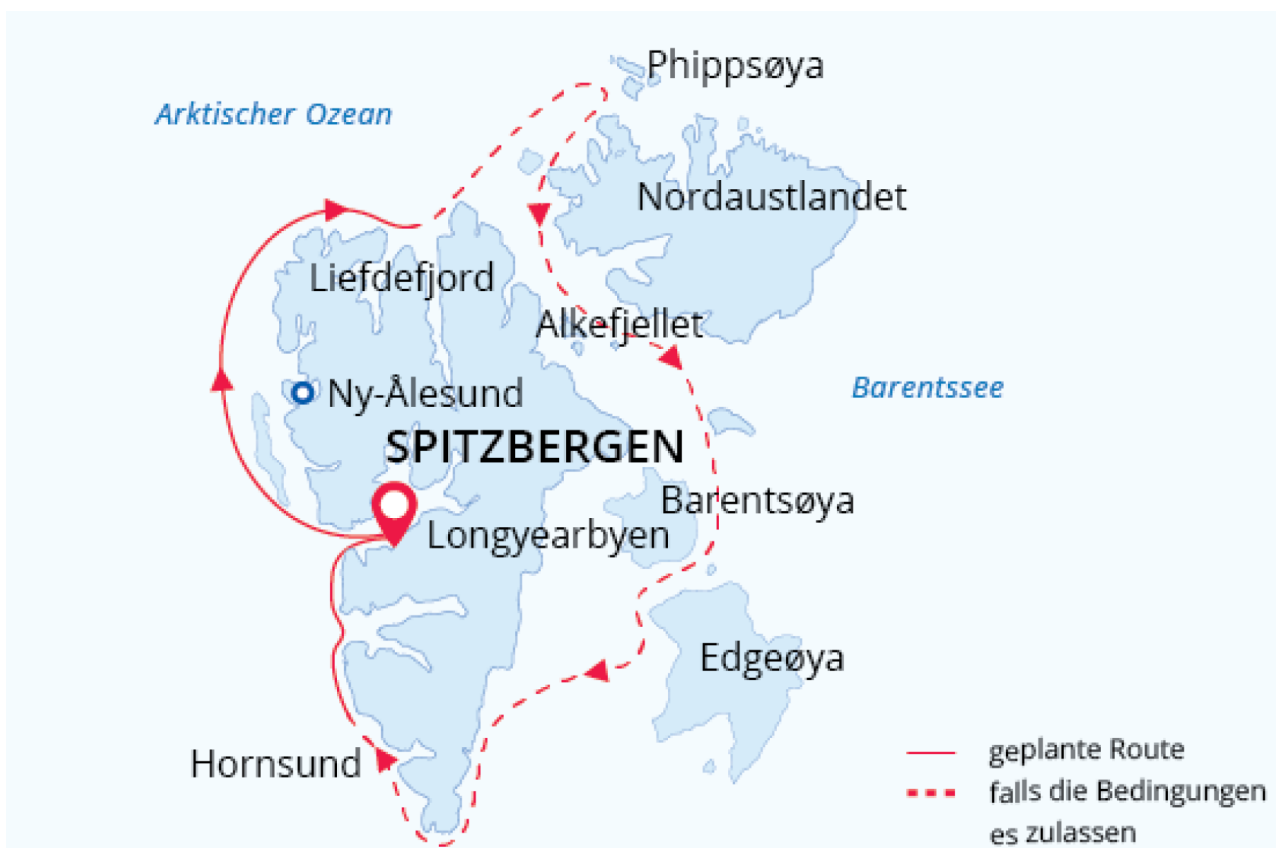 Phippsøya
Arktischer Ozean
Nordaustlandet
Liefdefjord
Alkefjellet
Ny-Ålesund
Barentssee
SPITZBERGEN
Barentsøya
Longyearbyen
Edgeøya
Hornsund
geplante Route
falls die Bedingungen
es zulassen